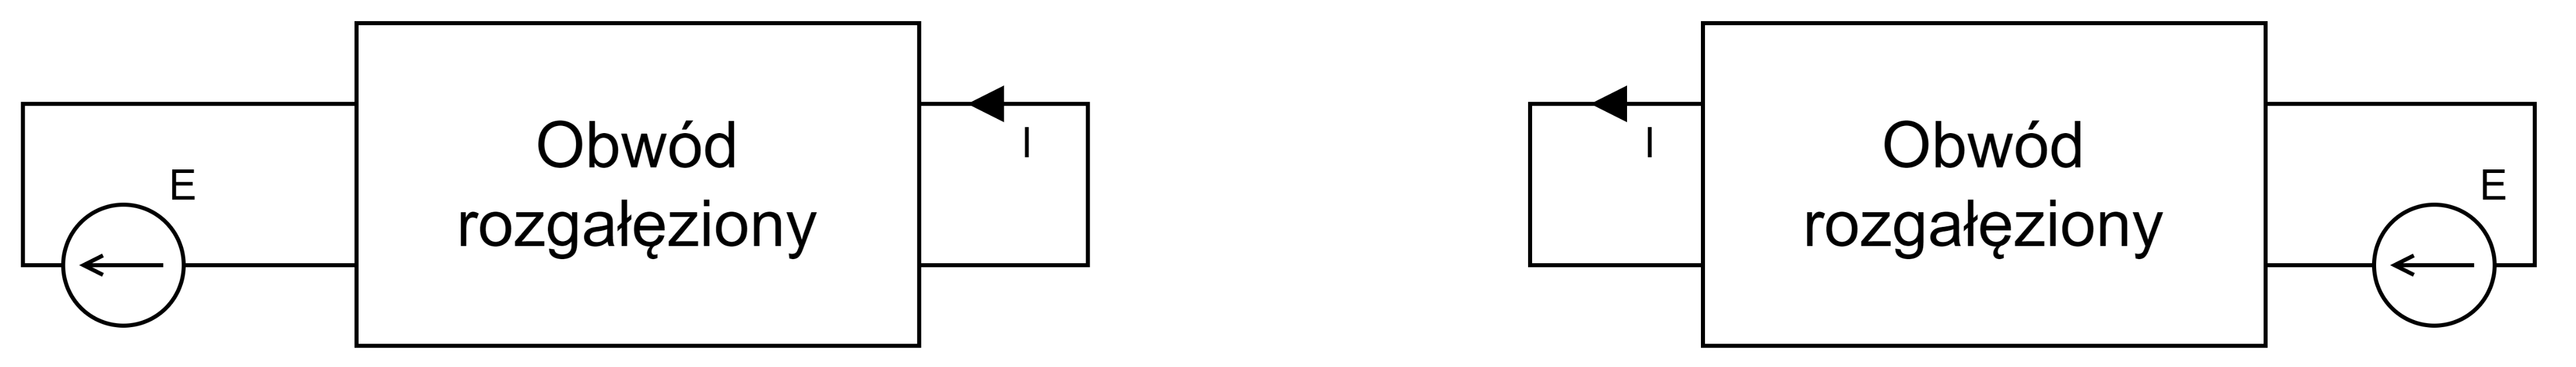 E
Obwód
rozgałęziony
I
I
Obwód
rozgałęziony
E